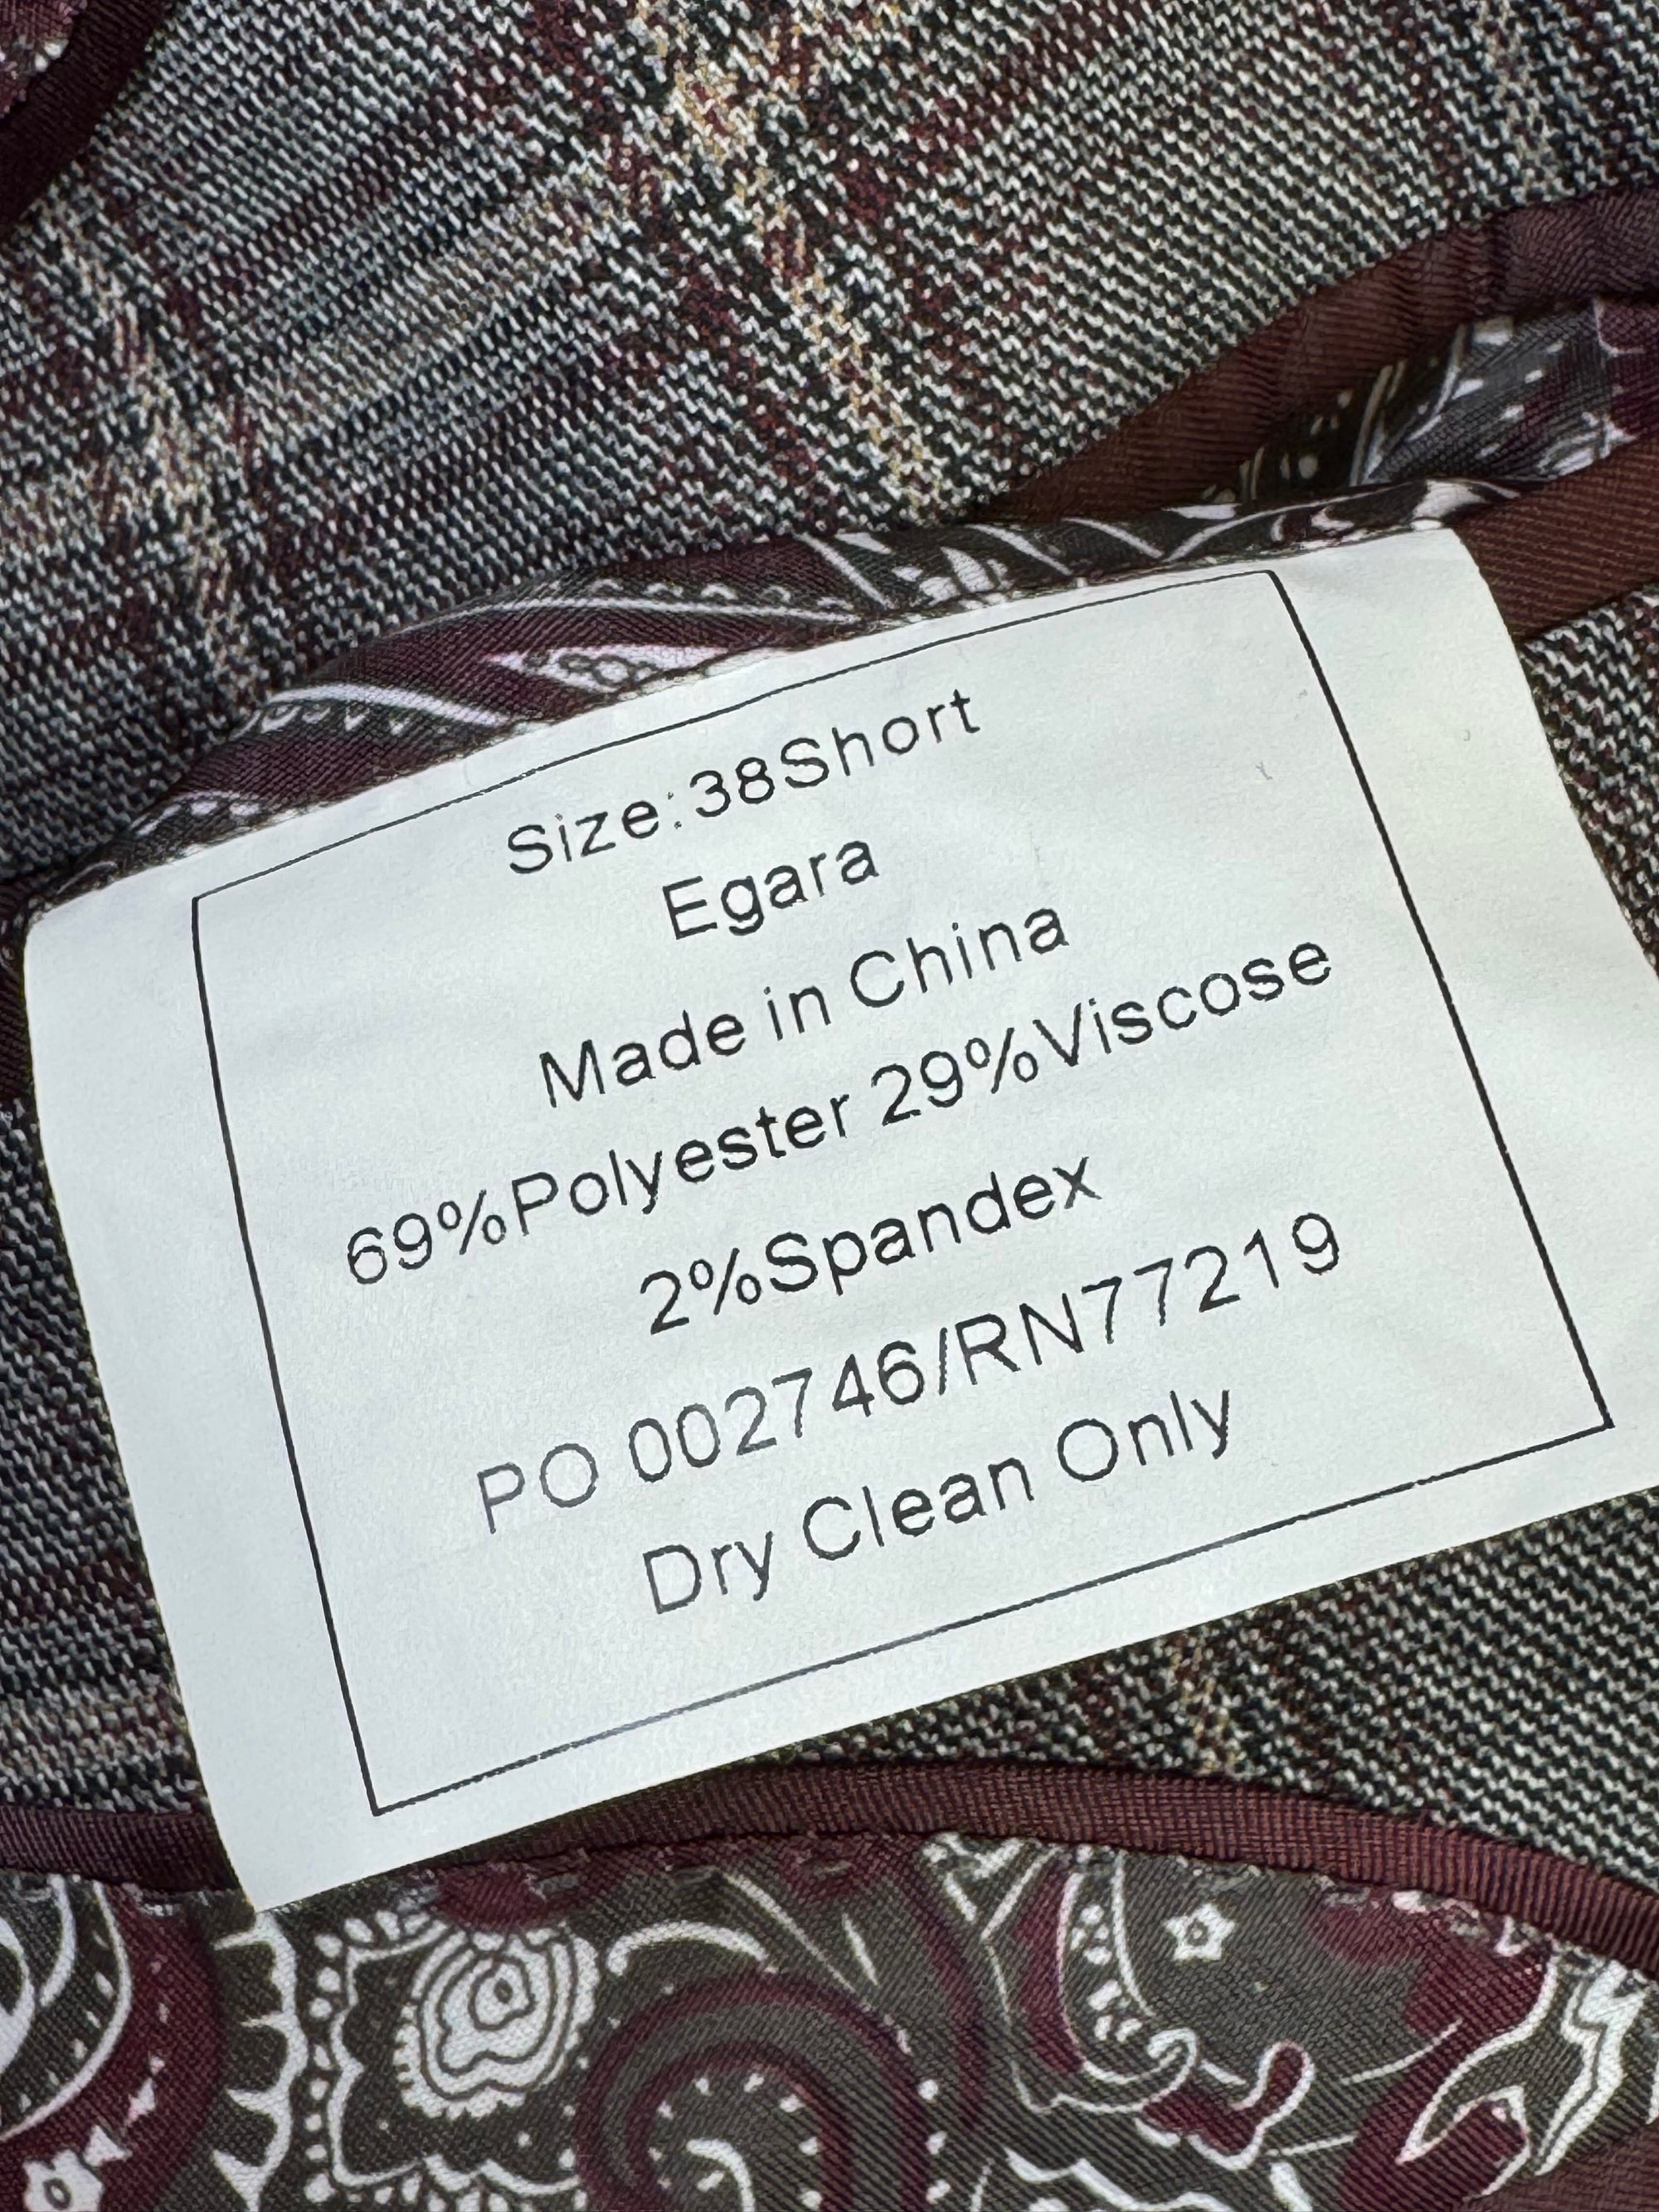 Size:38Short
Egara
Made in China
69%Polyester 29%Viscose
2%Spandex
PO 002746/RN77219
Dry Clean Only